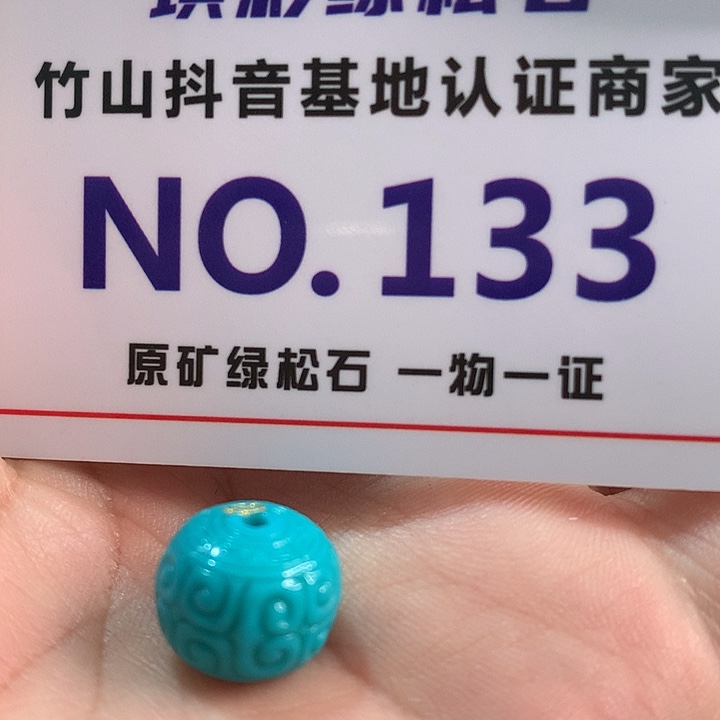 竹山抖音基地认证商家
NO.133
原矿绿松石 一物一证